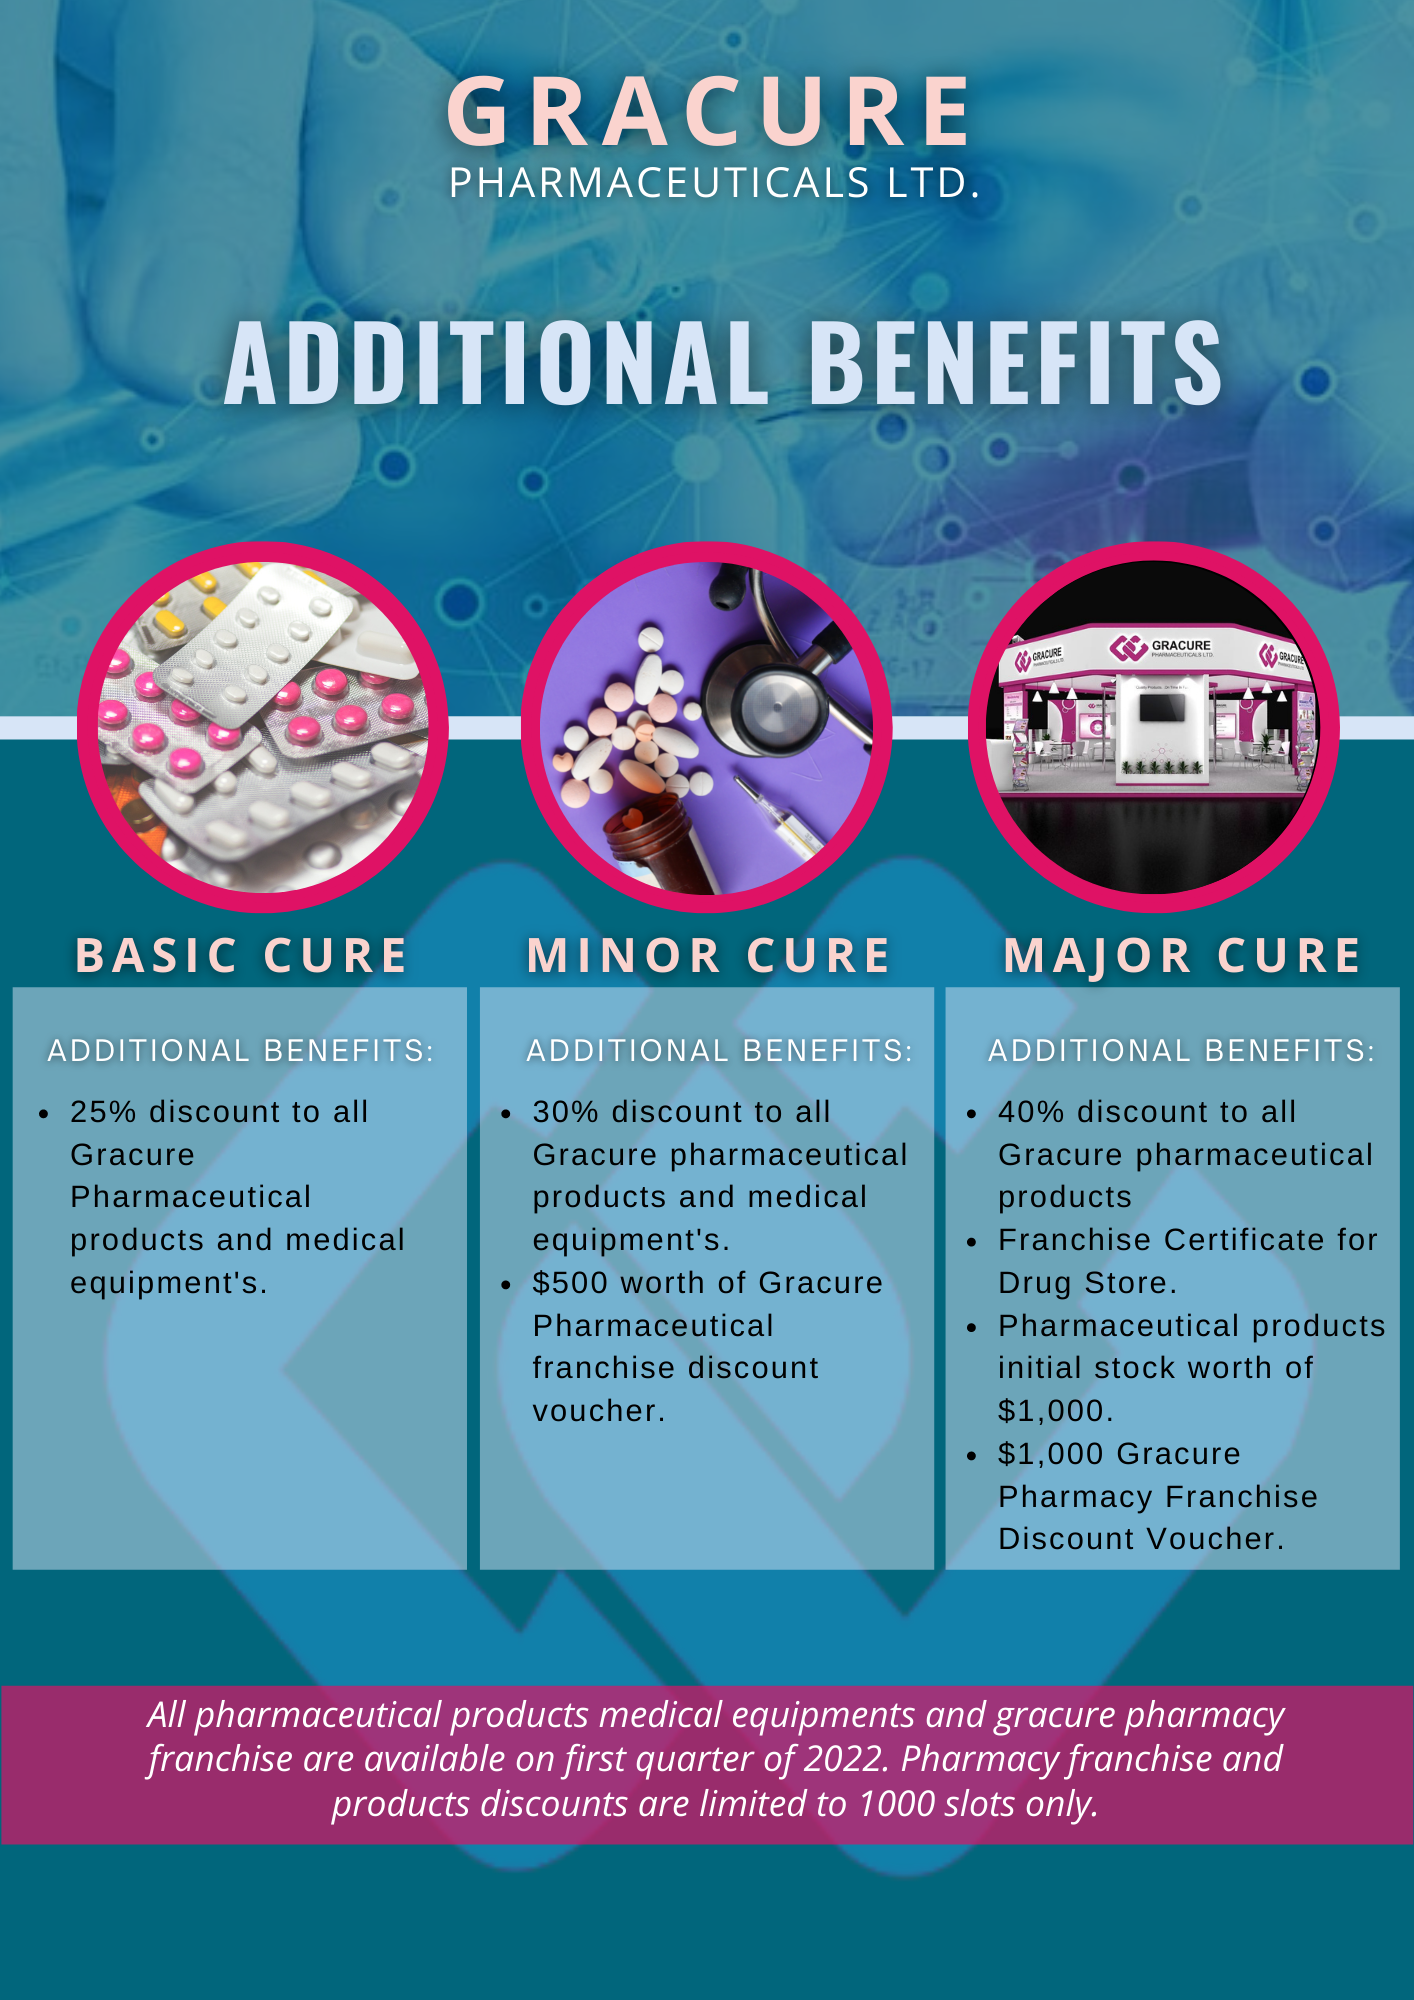 GRACURE
PHARMACEUTICALS LTD.
ADDITIONAL BENEFITS
GRACURE
PHARMACEUTICALS LTD.
GRACURE
PHARMACEUTICALS LTD.
GRACURE
BASIC CURE
ADDITIONAL BENEFITS:
• 25% discount to all
Gracure
Pharmaceutical
products and medical
equipment's.
MINOR CURE
ADDITIONAL BENEFITS:
• 30% discount to all
Gracure pharmaceutical
products and medical
equipment's.
• $500 worth of Gracure
Pharmaceutical
franchise discount
voucher.
MAJOR CURE
ADDITIONAL BENEFITS:
• 40% discount to all
Gracure pharmaceutical
products
• Franchise Certificate for
Drug Store.
• Pharmaceutical products
initial stock worth of
$1,000.
• $1,000 Gracure
Pharmacy Franchise
Discount Voucher.
All pharmaceutical products medical equipments and gracure pharmacy
franchise are available on first quarter of 2022. Pharmacy franchise and
products discounts are limited to 1000 slots only.